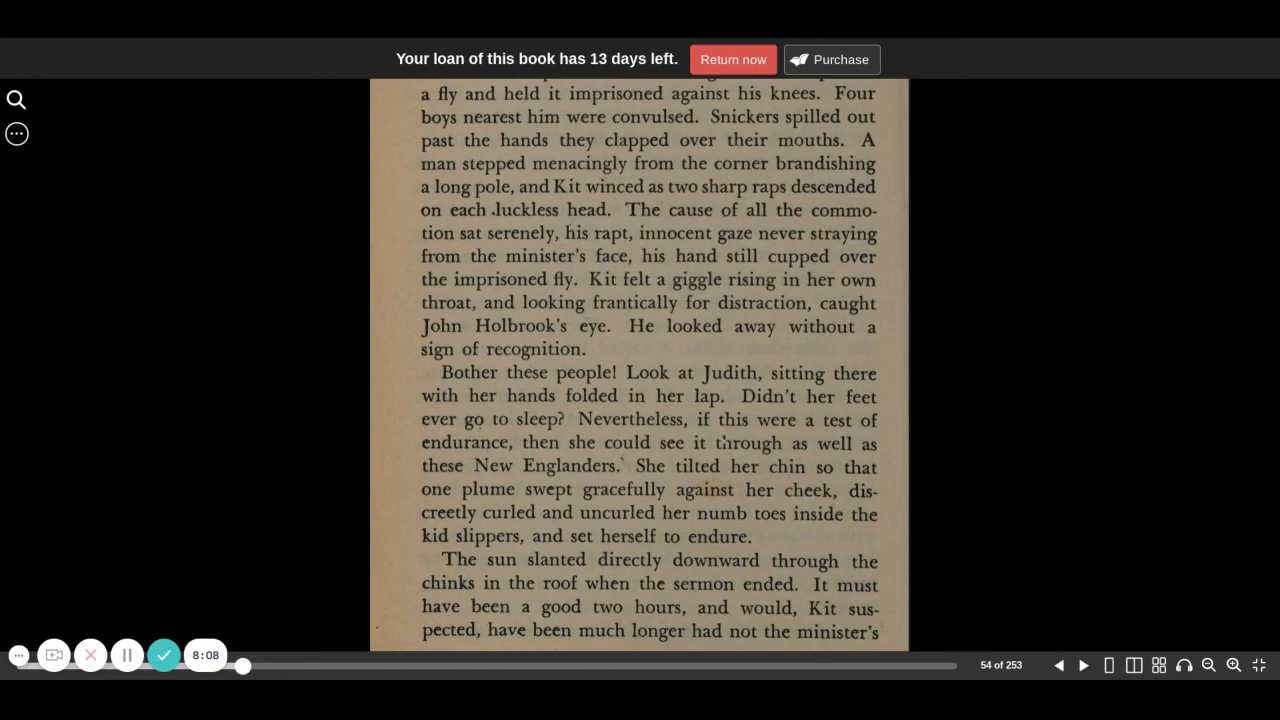 Your loan of this book has 13 days left. Return now Purchase
a fly and held it imprisoned against his knees. Four
boys nearest him were convulsed. Snickers spilled out
past the hands they clapped over their mouths. A
man stepped menacingly from the corner brandishing
a long pole, and Kit winced as two sharp raps descended
on each luckless head. The cause of all the commo-
tion sat serenely, his rapt, innocent gaze never straying
from the minister's face, his hand still cupped over
the imprisoned fly. Kit felt a giggle rising in her own
throat, and looking frantically for distraction, caught
John Holbrook's eye. He looked away without a
sign of recognition.
Bother these people! Look at Judith, sitting there
with her hands folded in her lap. Didn't her feet
ever go to sleep? Nevertheless, if this were a test of
endurance, then she could see it through as well as
these New Englanders. She tilted her chin so that
one plume swept gracefully against her cheek, dis-
creetly curled and uncurled her numb toes inside the
kid slippers, and set herself to endure.
The sun slanted directly downward through the
chinks in the roof when the sermon ended. It must
have been a good two hours, and would, Kit sus-
pected, have been much longer had not the minister's
8:08
54 of 253